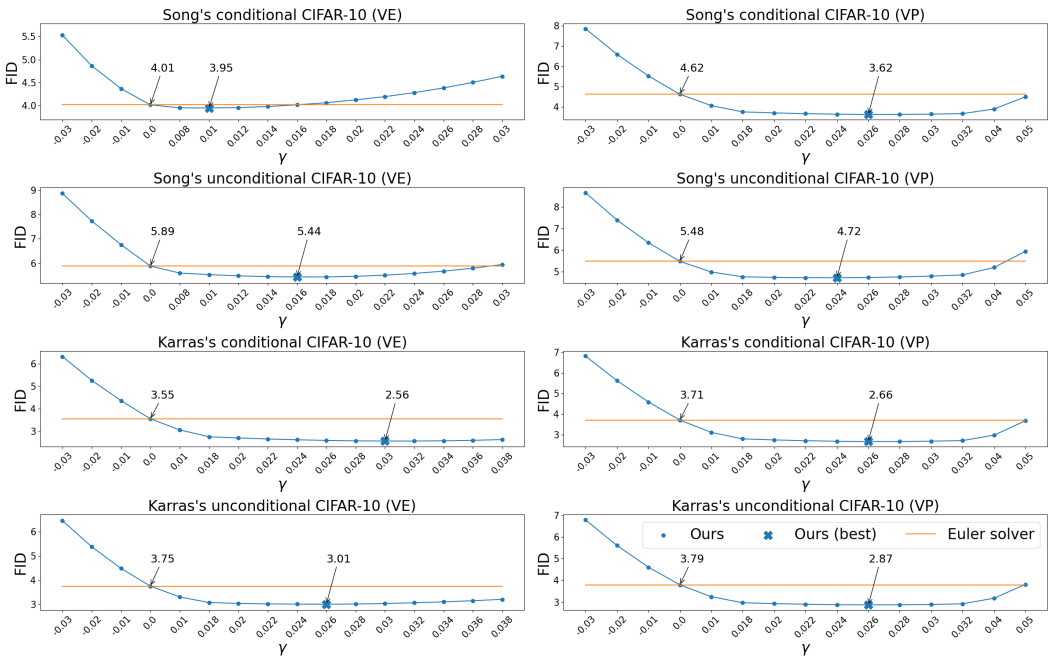 Song's conditional CIFAR-10 (VE)
FID
5.5
5.0
4.5
4.0
4.01
3.95
-0.03 -0.02 -0.01 0.0 0.008 0.01 0.012 0.014 0.016 0.018 0.02 0.022 0.024 0.026 0.028 0.03
γ
Song's conditional CIFAR-10 (VP)
FID
8
7
6
5
4
4.62
3.62
-0.03 -0.02 -0.01 0.0 0.01 0.018 0.02 0.022 0.024 0.026 0.028 0.03 0.032 0.04 0.05
γ
Song's unconditional CIFAR-10 (VE)
FID
9
8
7
6
5.89
5.44
-0.03 -0.02 -0.01 0.0 0.008 0.01 0.012 0.014 0.016 0.018 0.02 0.022 0.024 0.026 0.028 0.03
γ
Song's unconditional CIFAR-10 (VP)
FID
8
7
6
5
5.48
4.72
-0.03 -0.02 -0.01 0.0 0.01 0.018 0.02 0.022 0.024 0.026 0.028 0.03 0.032 0.04 0.05
γ
Karras's conditional CIFAR-10 (VE)
FID
6
5
4
3
3.55
2.56
-0.03 -0.02 -0.01 0.0 0.01 0.018 0.02 0.022 0.024 0.026 0.028 0.03 0.032 0.034 0.036 0.038
γ
Karras's conditional CIFAR-10 (VP)
FID
7
6
5
4
3
3.71
2.66
-0.03 -0.02 -0.01 0.0 0.01 0.018 0.02 0.022 0.024 0.026 0.028 0.03 0.032 0.04 0.05
γ
Karras's unconditional CIFAR-10 (VE)
FID
6
5
4
3
3.75
3.01
-0.03 -0.02 -0.01 0.0 0.01 0.018 0.02 0.022 0.024 0.026 0.028 0.03 0.032 0.034 0.036 0.038
γ
Karras's unconditional CIFAR-10 (VP)
Ours Ours (best) Euler solver
FID
7
6
5
4
3
3.79
2.87
-0.03 -0.02 -0.01 0.0 0.01 0.018 0.02 0.022 0.024 0.026 0.028 0.03 0.032 0.04 0.05
γ